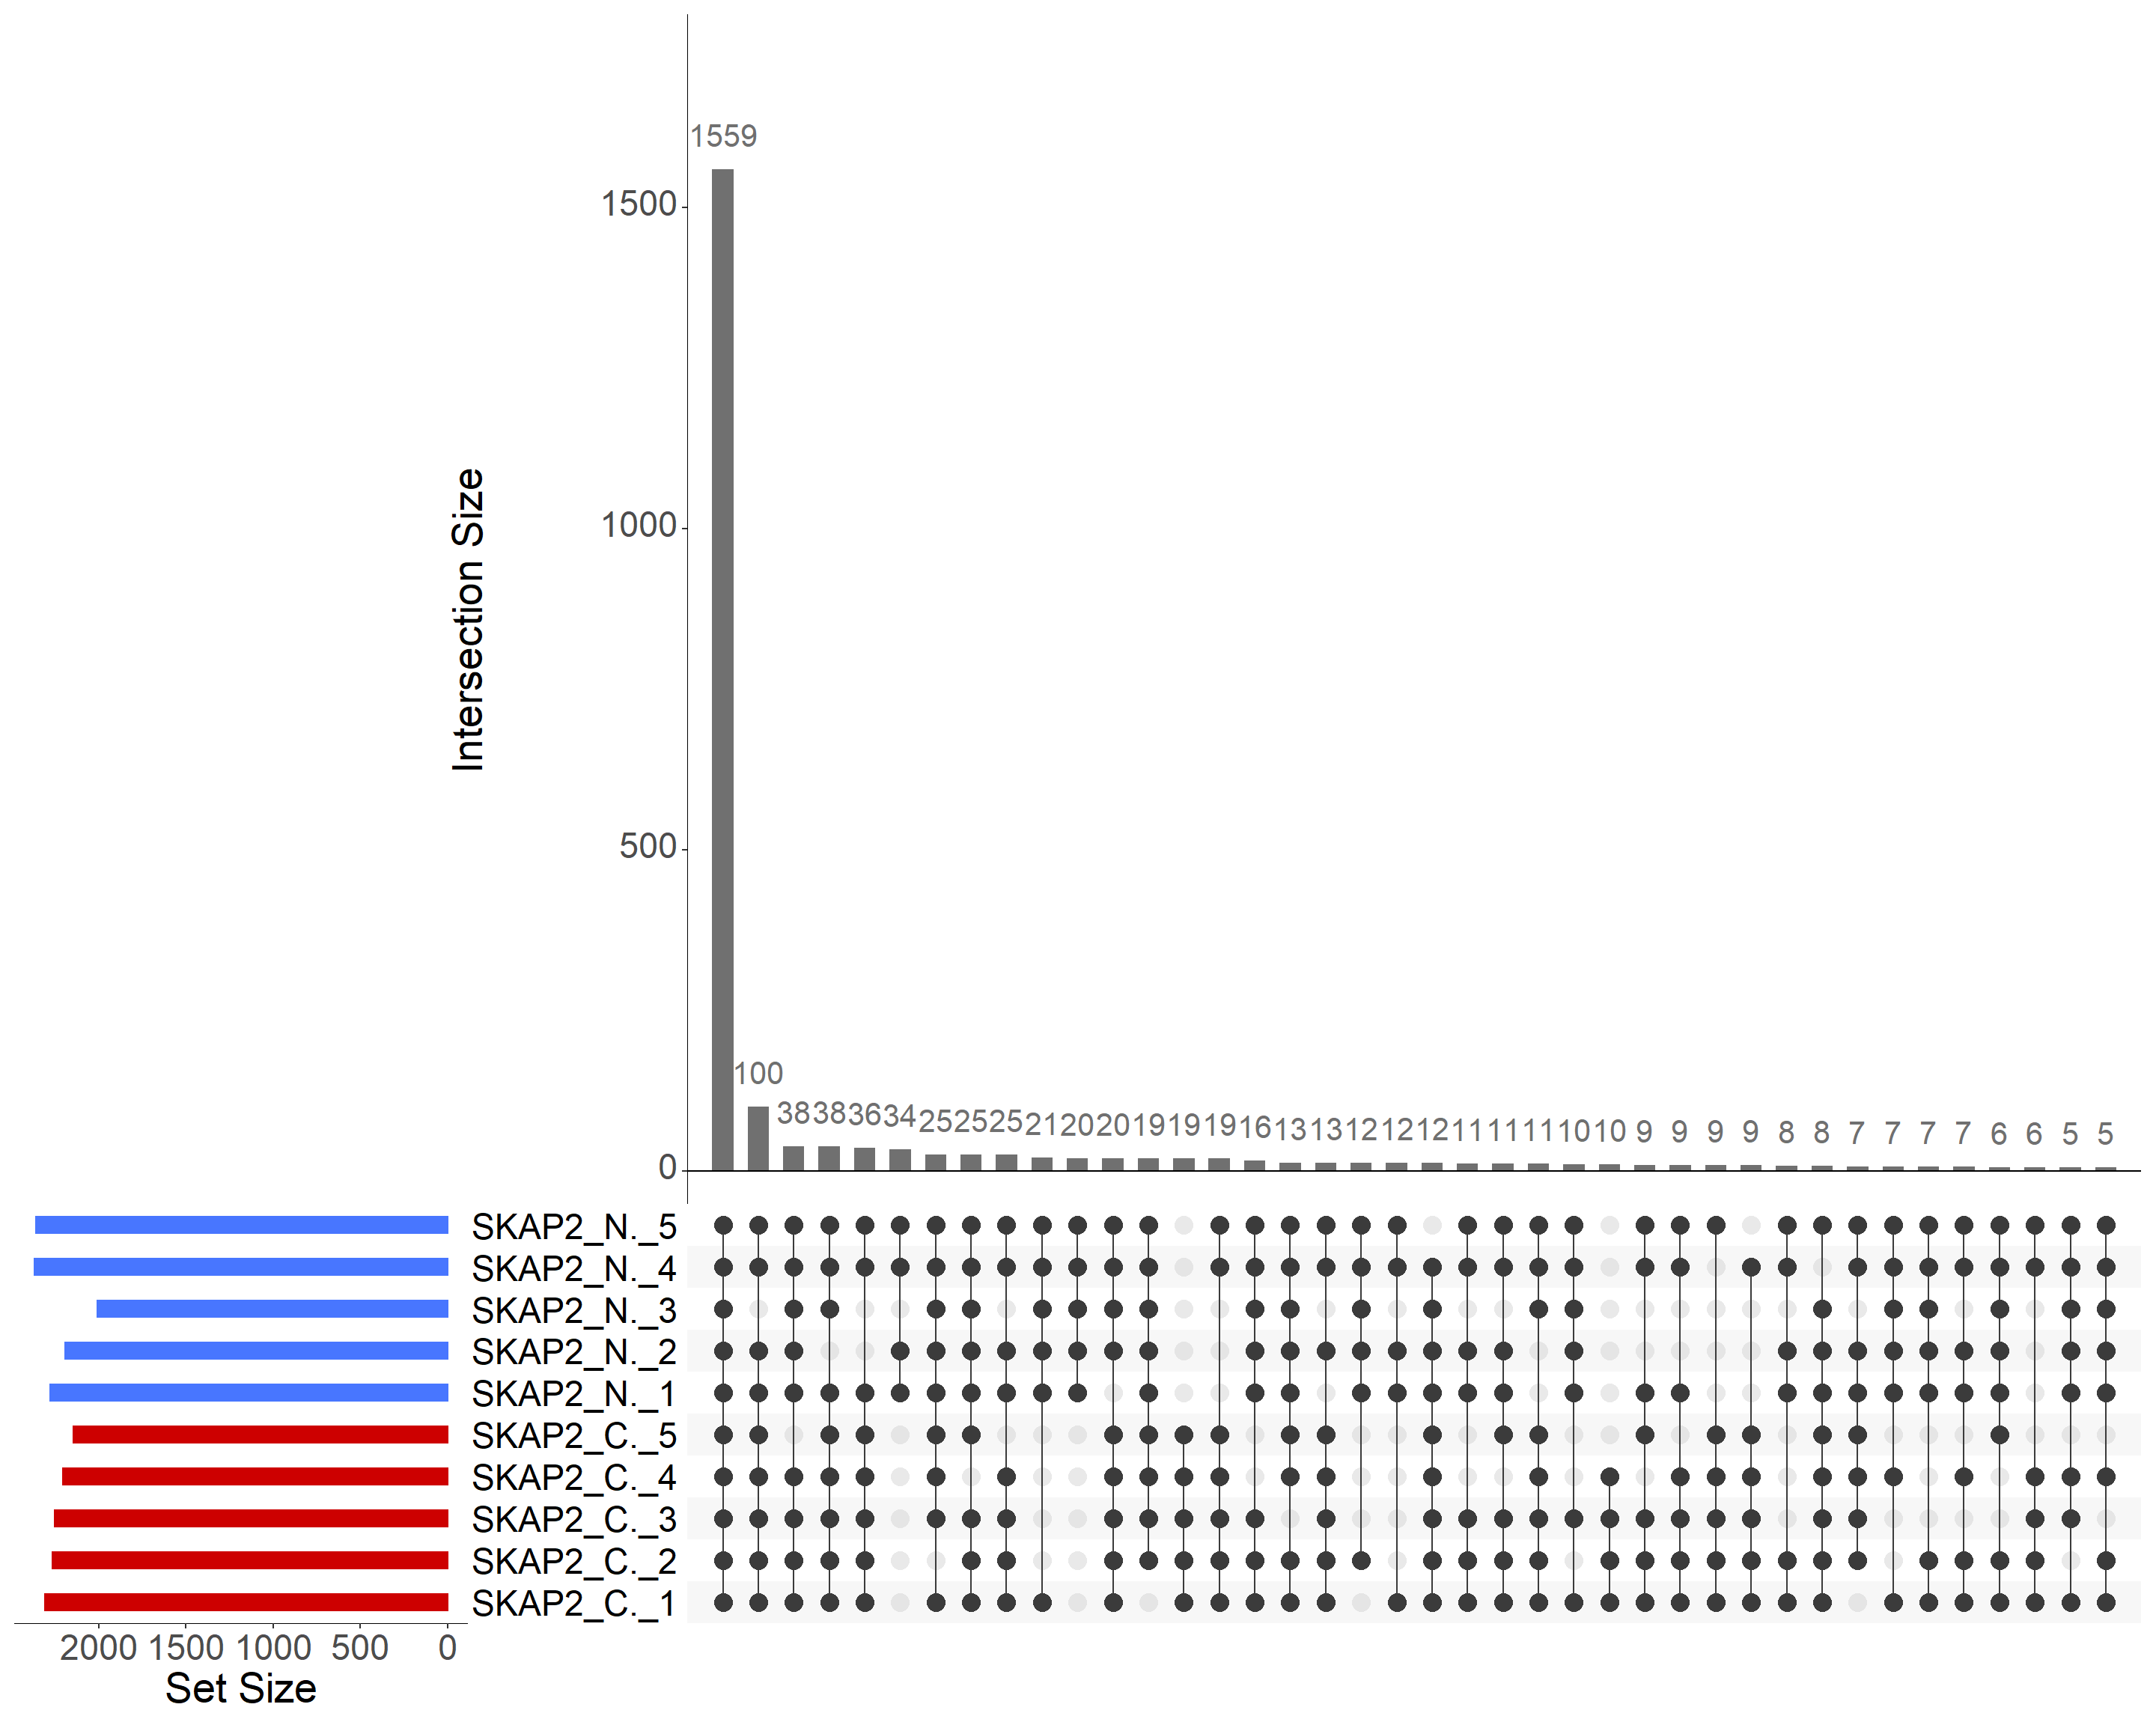 1559
1500
Intersection Size
1000
500
100
38 38 36 34 25 25 25 21 20 20 19 19 19 16 13 13 12 12 12 11 11 11 10 10 9 9 9 9 8 8 7 7 7 7 6 6 5 5
0
SKAP2_N._5
SKAP2_N._4
SKAP2_N._3
SKAP2_N._2
SKAP2_N._1
SKAP2_C._5
SKAP2_C._4
SKAP2_C._3
SKAP2_C._2
SKAP2_C._1
2000 1500 1000 500 0
Set Size